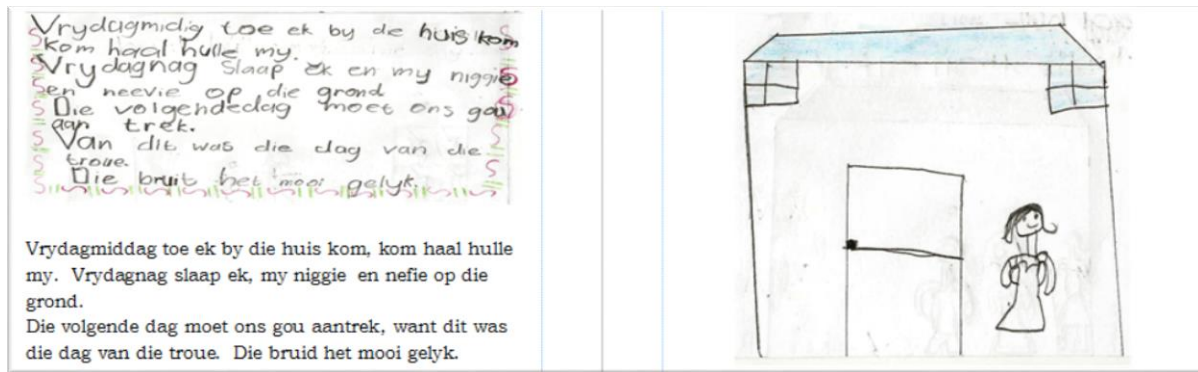 Vrydagmidig toe ek by de huis kom
kom haal hulle my.
Vrydagnag slaap ek en my niggie
en neevie op die grond
Die volgendedag moet ons gou
aan trek.
Van dit was die dag van die
troue.
Die bruit het mooi gelyk.
Vrydagmiddag toe ek by die huis kom, kom haal hulle
my. Vrydagnag slaap ek, my niggie en nefie op die
grond.
Die volgende dag moet ons gou aantrek, want dit was
die dag van die troue. Die bruid het mooi gelyk.